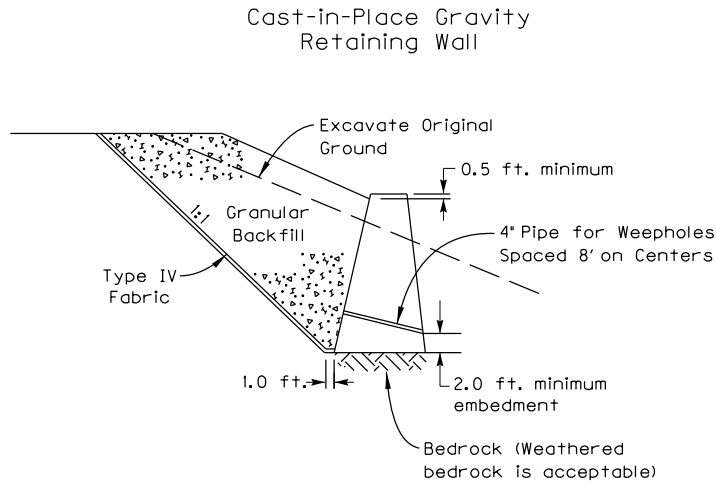 Cast-in-Place Gravity
Retaining Wall
Excavate Original
Ground
0.5 ft. minimum
1:1
Granular
Backfill
4" Pipe for Weepholes
Spaced 8' on Centers
Type IV
Fabric
1.0 ft.
2.0 ft. minimum
embedment
Bedrock (Weathered
bedrock is acceptable)